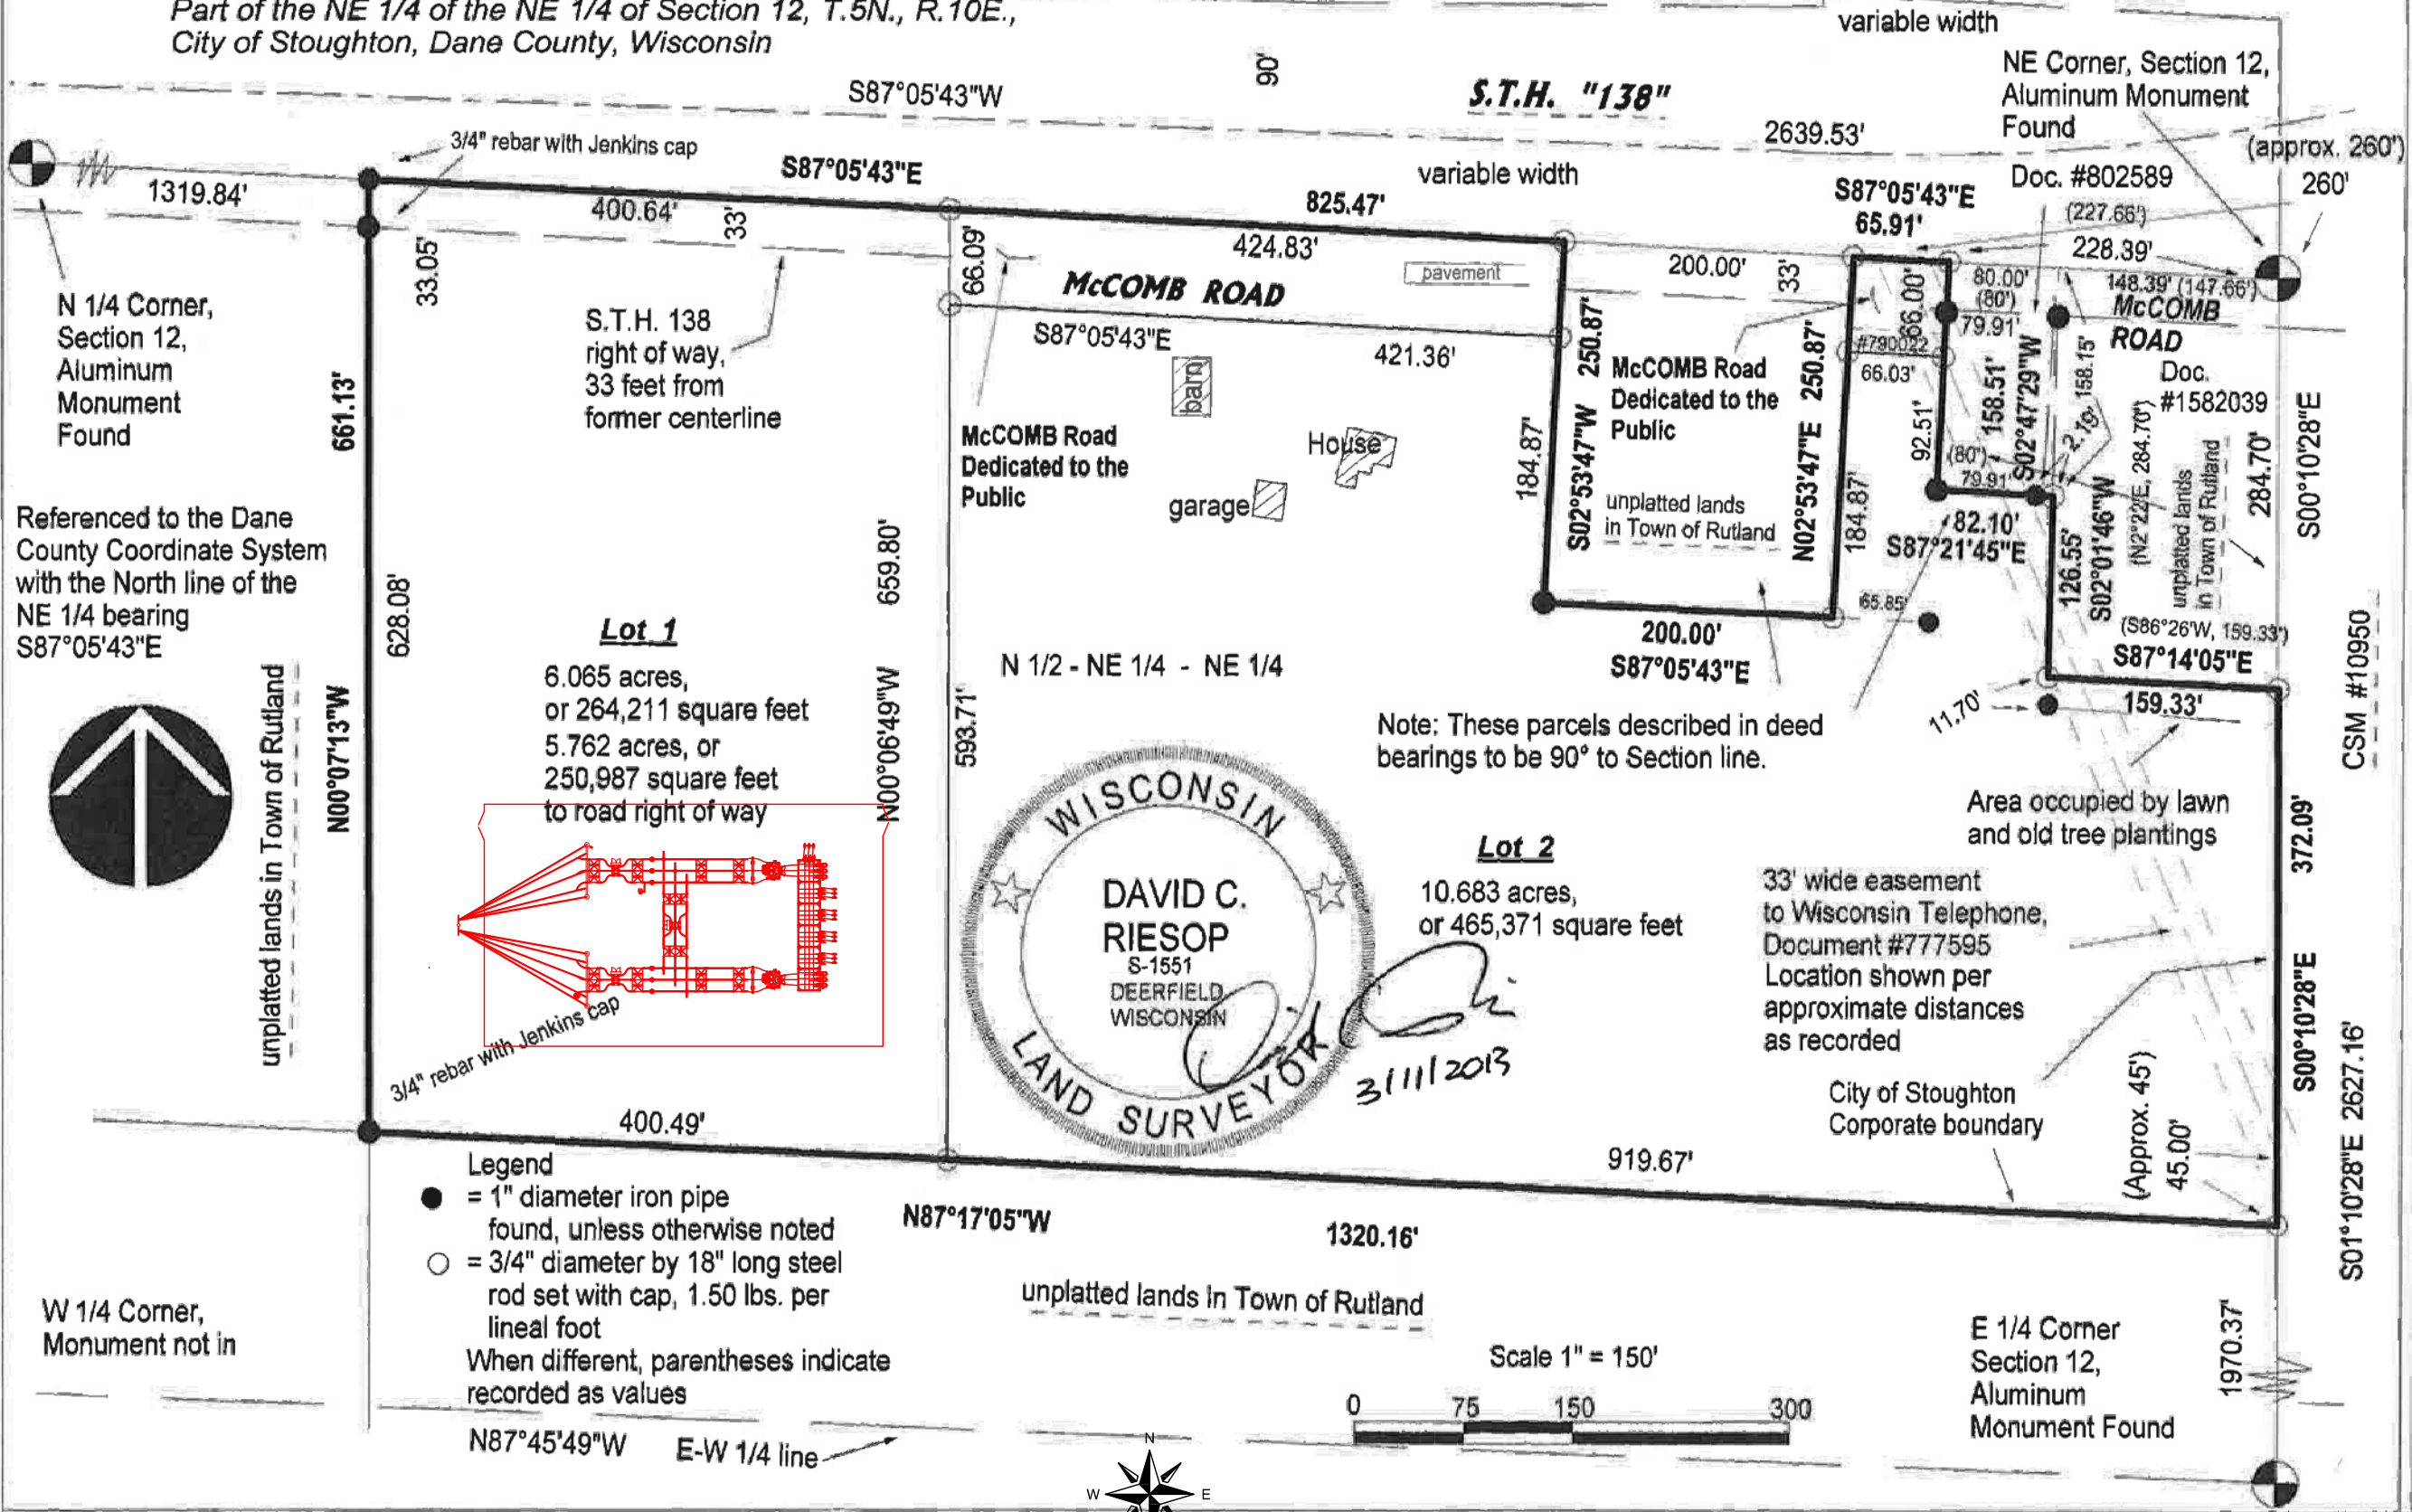 Part of the NE 1/4 of the NE 1/4 of Section 12, T.5N., R.10E.,
City of Stoughton, Dane County, Wisconsin
variable width
90'
S87°05'43"W
S.T.H. "138"
2639.53'
NE Corner, Section 12,
Aluminum Monument
Found
(approx. 260')
260'
3/4" rebar with Jenkins cap
S87°05'43"E
variable width
1319.84'
400.64'
33'
825.47'
424.83'
66.09'
33.05'
McCOMB ROAD
pavement
S87°05'43"E
421.36'
200.00'
33'
S87°05'43"E
65.91'
Doc. #802589
(227.66')
228.39'
80.00'
(80')
79.91'
148.39' (147.66')
McCOMB
ROAD
Doc.
#1582039
66.00'
#790022
66.03'
92.51'
158.51'
S02°47'29"W
158.15'
(80')
79.91'
82.10'
S87°21'45"E
126.55'
S02°01'46"W
(N2°22'E, 284.70')
unplatted lands
in Town of Rutland
284.70'
S00°10'28"E
(S86°26'W, 159.33')
S87°14'05"E
159.33'
11.70'
CSM #10950
N 1/4 Corner,
Section 12,
Aluminum
Monument
Found
S.T.H. 138
right of way,
33 feet from
former centerline
barn
House
garage
McCOMB Road
Dedicated to the
Public
184.87'
S02°53'47"W 250.87'
McCOMB Road
Dedicated to the
Public
unplatted lands
in Town of Rutland
N02°53'47"E 250.87'
184.87'
65.85'
200.00'
S87°05'43"E
Referenced to the Dane
County Coordinate System
with the North line of the
NE 1/4 bearing
S87°05'43"E
unplatted lands in Town of Rutland
N00°07'13"W
661.13'
628.08'
Lot 1
6.065 acres,
or 264,211 square feet
5.762 acres, or
250,987 square feet
to road right of way
N00°06'49"W
659.80'
593.71'
N 1/2 - NE 1/4 - NE 1/4
Note: These parcels described in deed
bearings to be 90° to Section line.
WISCONSIN
DAVID C.
RIESOP
S-1551
DEERFIELD
WISCONSIN
LAND SURVEYOR
3/11/2013
Lot 2
10.683 acres,
or 465,371 square feet
Area occupied by lawn
and old tree plantings
33' wide easement
to Wisconsin Telephone,
Document #777595
Location shown per
approximate distances
as recorded
City of Stoughton
Corporate boundary
372.09'
S00°10'28"E
(Approx. 45')
45.00'
S01°10'28"E 2627.16'
3/4" rebar with Jenkins cap
400.49'
919.67'
N87°17'05"W
1320.16'
Legend
= 1" diameter iron pipe
found, unless otherwise noted
= 3/4" diameter by 18" long steel
rod set with cap, 1.50 lbs. per
lineal foot
When different, parentheses indicate
recorded as values
unplatted lands in Town of Rutland
W 1/4 Corner,
Monument not in
N87°45'49"W
E-W 1/4 line
Scale 1" = 150'
0 75 150 300
E 1/4 Corner
Section 12,
Aluminum
Monument Found
1970.37'
N
W E